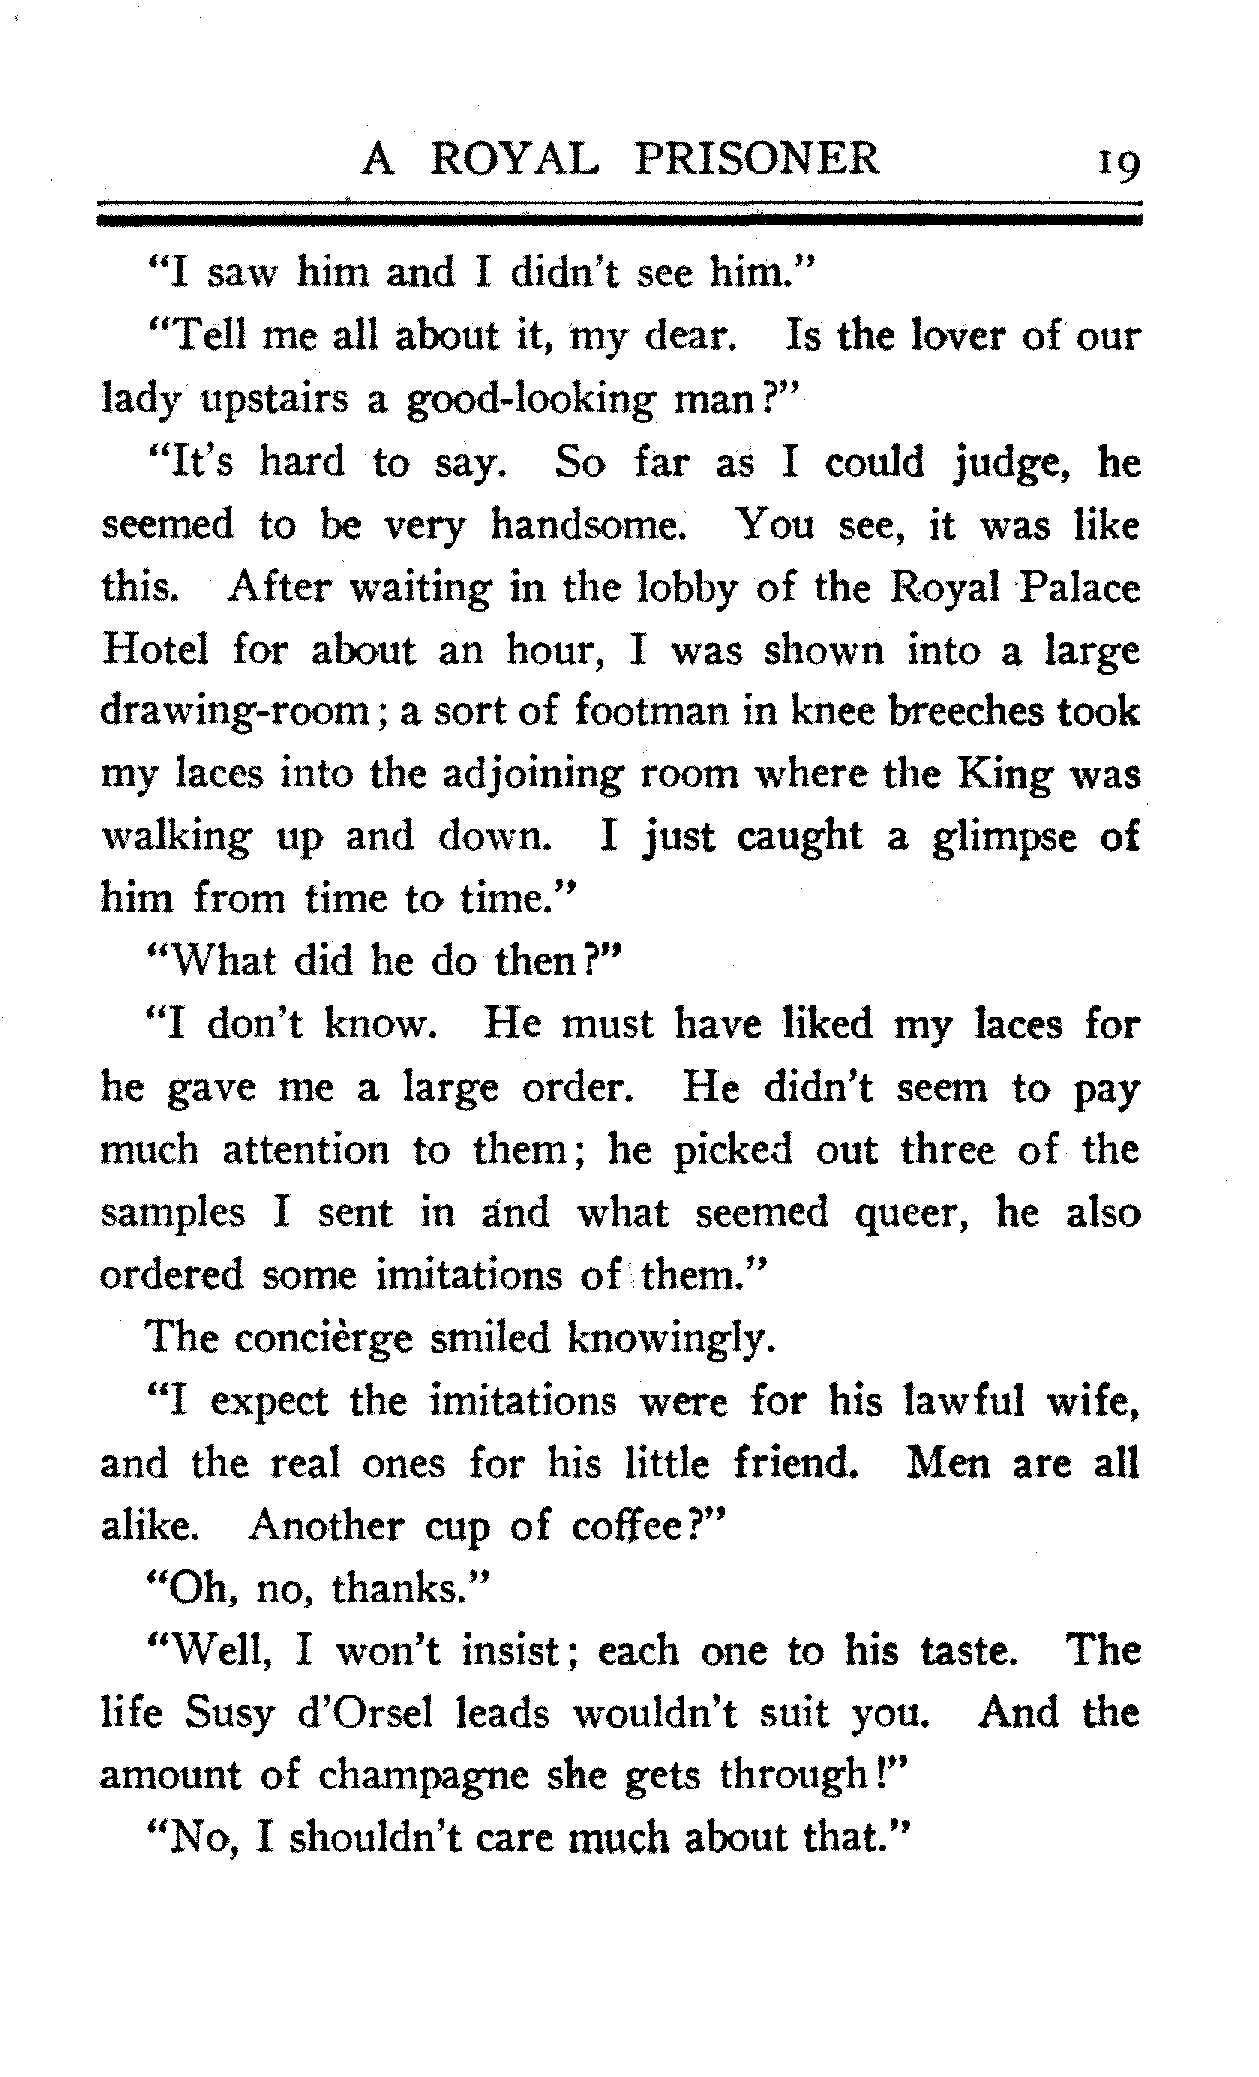 A ROYAL PRISONER 19
"I saw him and I didn't see him."
"Tell me all about it, my dear. Is the lover of our
lady upstairs a good-looking man?"
"It's hard to say. So far as I could judge, he
seemed to be very handsome. You see, it was like
this. After waiting in the lobby of the Royal Palace
Hotel for about an hour, I was shown into a large
drawing-room; a sort of footman in knee breeches took
my laces into the adjoining room where the King was
walking up and down. I just caught a glimpse of
him from time to time."
"What did he do then?"
"I don't know. He must have liked my laces for
he gave me a large order. He didn't seem to pay
much attention to them; he picked out three of the
samples I sent in and what seemed queer, he also
ordered some imitations of them."
The concièrge smiled knowingly.
"I expect the imitations were for his lawful wife,
and the real ones for his little friend. Men are all
alike. Another cup of coffee?"
"Oh, no, thanks."
"Well, I won't insist; each one to his taste. The
life Susy d'Orsel leads wouldn't suit you. And the
amount of champagne she gets through!"
"No, I shouldn't care much about that."